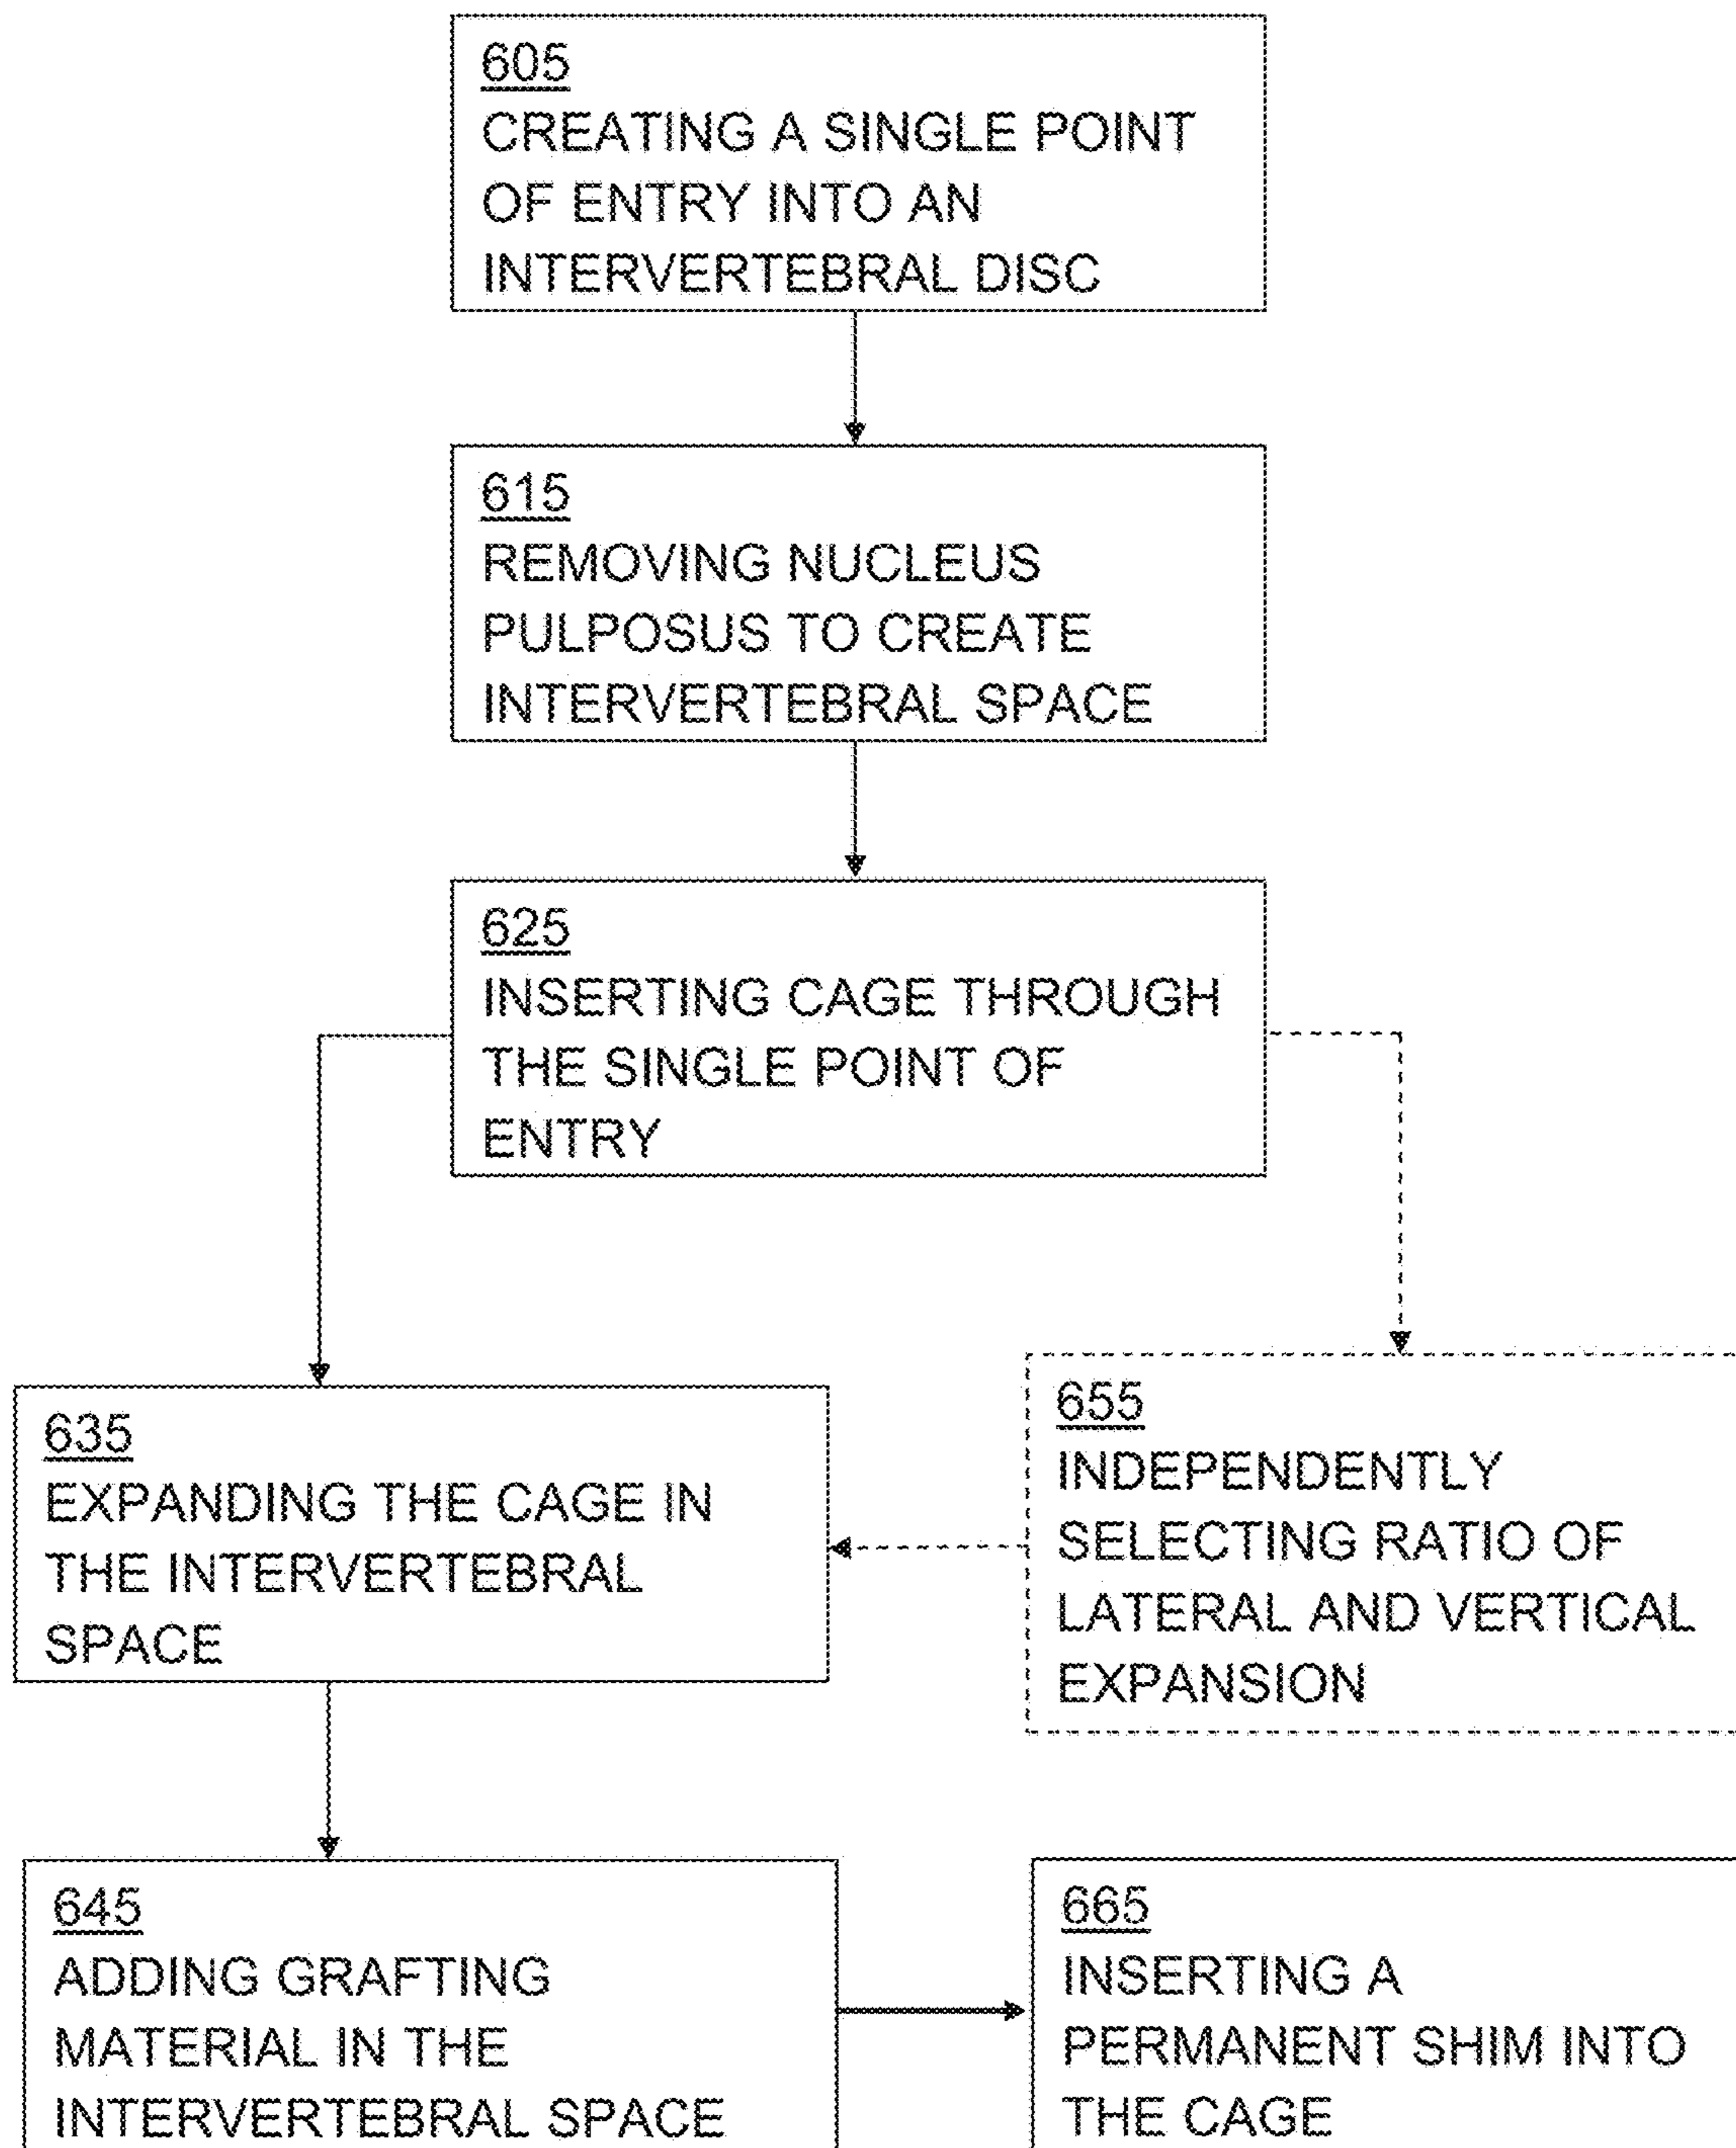 605
CREATING A SINGLE POINT
OF ENTRY INTO AN
INTERVERTEBRAL DISC
615
REMOVING NUCLEUS
PULPOSUS TO CREATE
INTERVERTEBRAL SPACE
625
INSERTING CAGE THROUGH
THE SINGLE POINT OF
ENTRY
635
EXPANDING THE CAGE IN
THE INTERVERTEBRAL
SPACE
655
INDEPENDENTLY
SELECTING RATIO OF
LATERAL AND VERTICAL
EXPANSION
645
ADDING GRAFTING
MATERIAL IN THE
INTERVERTEBRAL SPACE
665
INSERTING A
PERMANENT SHIM INTO
THE CAGE